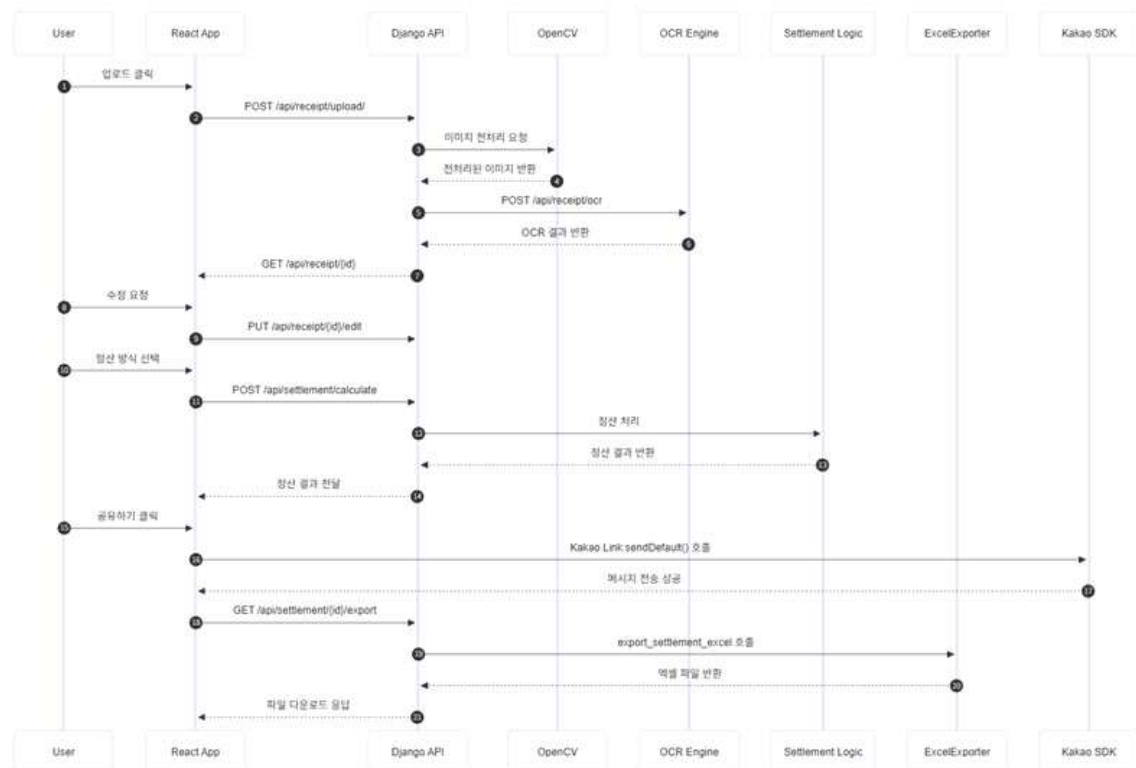 User React App Django API OpenCV OCR Engine Settlement Logic ExcelExporter Kakao SDK
업로드 클릭
1
POST /api/receipt/upload/
2
이미지 전처리 요청
3
전처리된 이미지 반환
4
POST /api/receipt/ocr
5
OCR 결과 반환
6
GET /api/receipt/{id}
7
수정 요청
8
PUT /api/receipt/{id}/edit
9
정산 방식 선택
10
POST /api/settlement/calculate
11
정산 처리
12
정산 결과 반환
13
정산 결과 전달
14
공유하기 클릭
15
Kakao Link.sendDefault() 호출
16
메시지 전송 성공
17
GET /api/settlement/{id}/export
18
export_settlement_excel 호출
19
엑셀 파일 반환
20
파일 다운로드 응답
21
User React App Django API OpenCV OCR Engine Settlement Logic ExcelExporter Kakao SDK